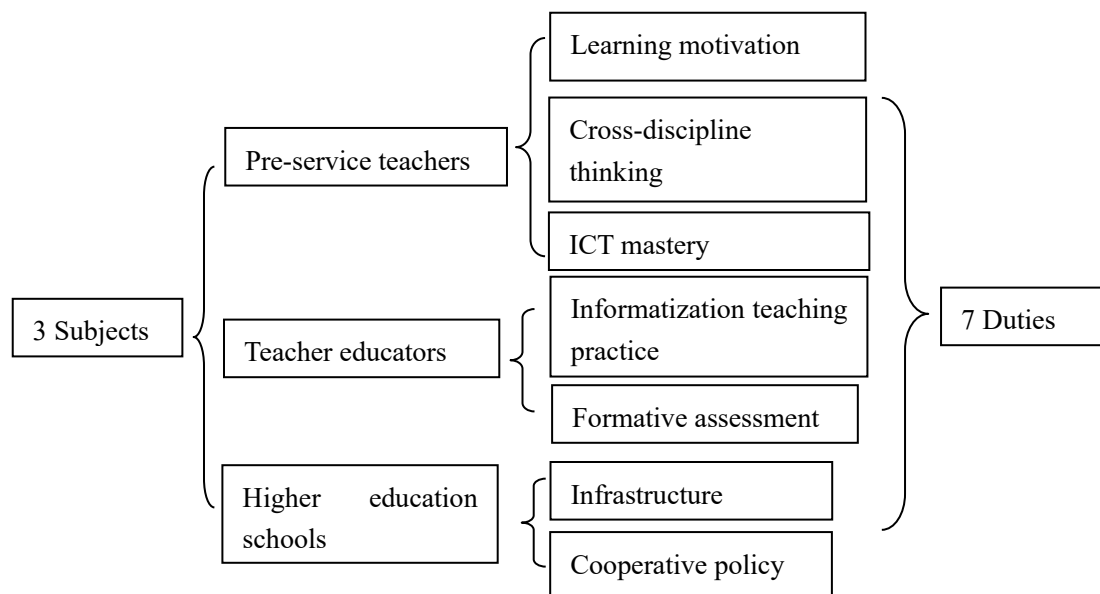 3 Subjects
Pre-service teachers
Learning motivation
Cross-discipline
thinking
ICT mastery
Teacher educators
Informatization teaching
practice
Formative assessment
Higher education
schools
Infrastructure
Cooperative policy
7 Duties